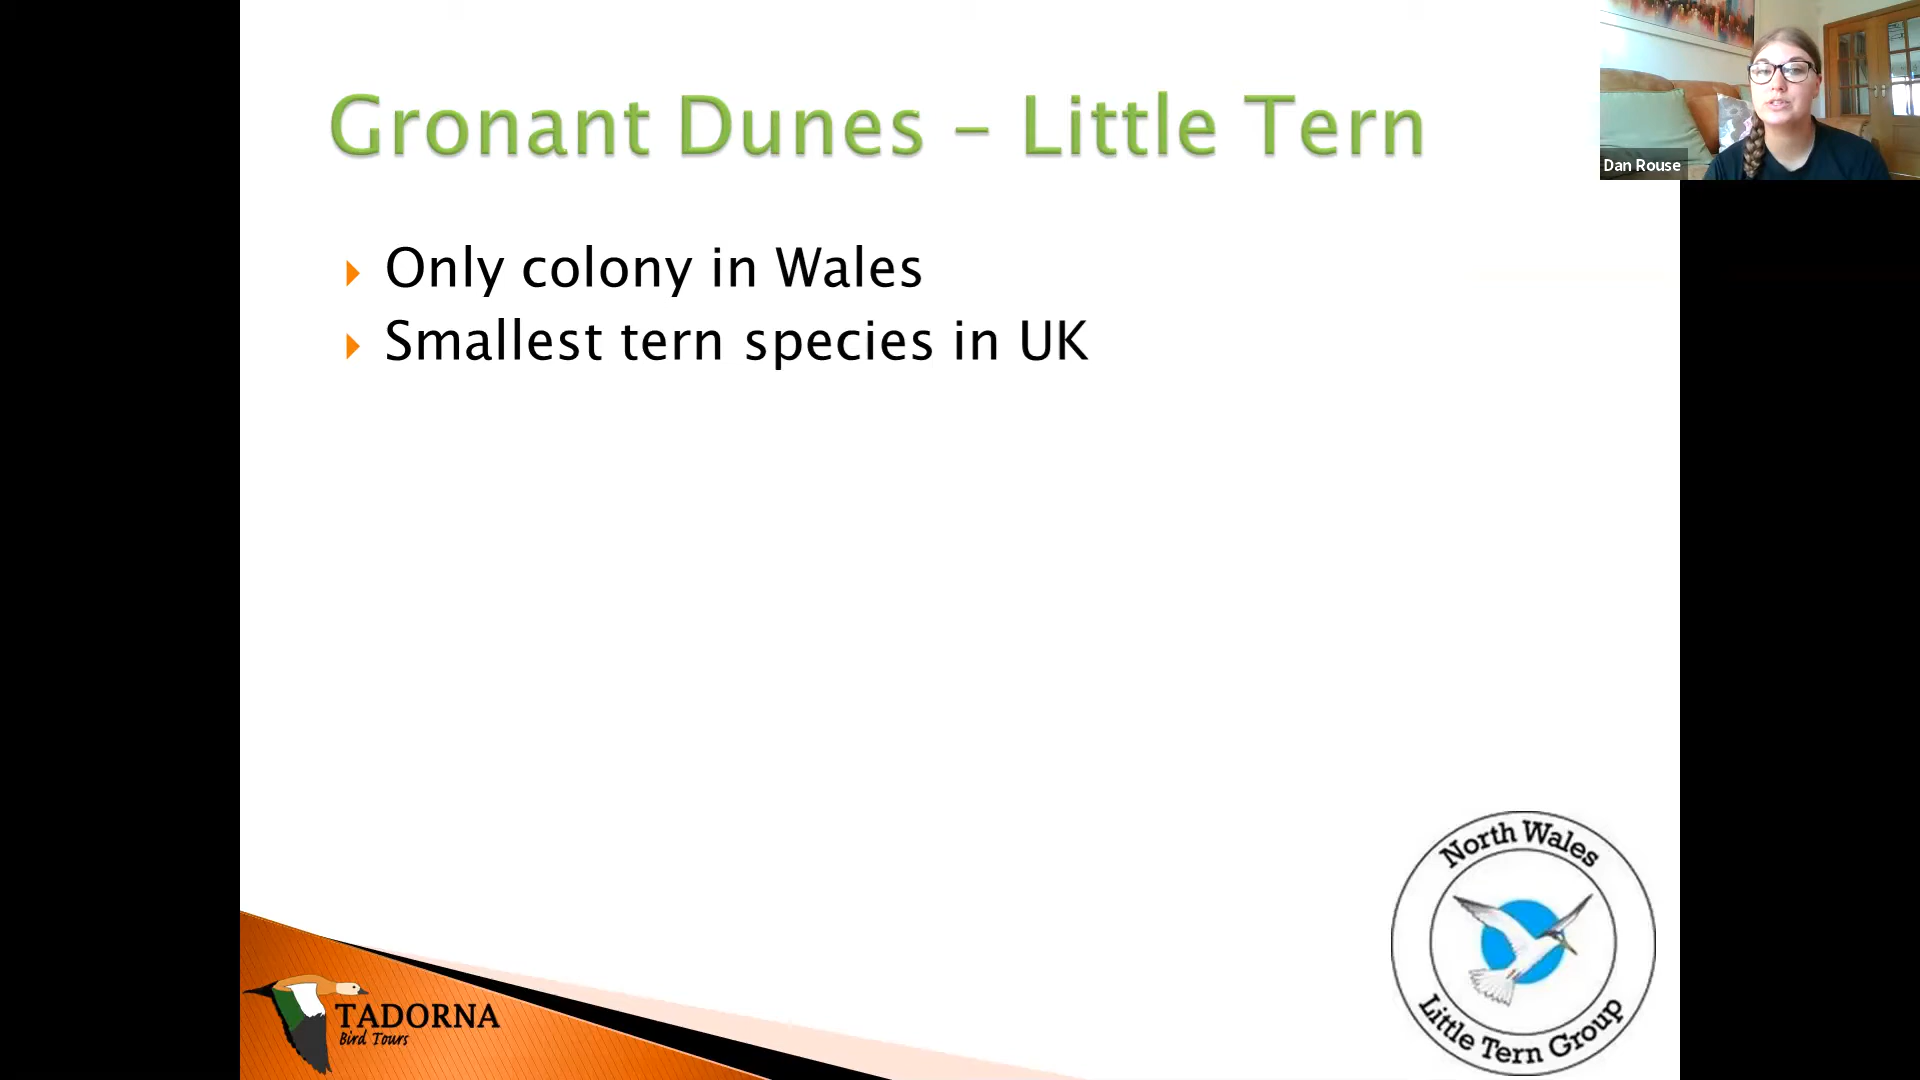 Gronant Dunes – Little Tern
Dan Rouse
Only colony in Wales
Smallest tern species in UK
North Wales
Little Tern Group
TADORNA
Bird Tours